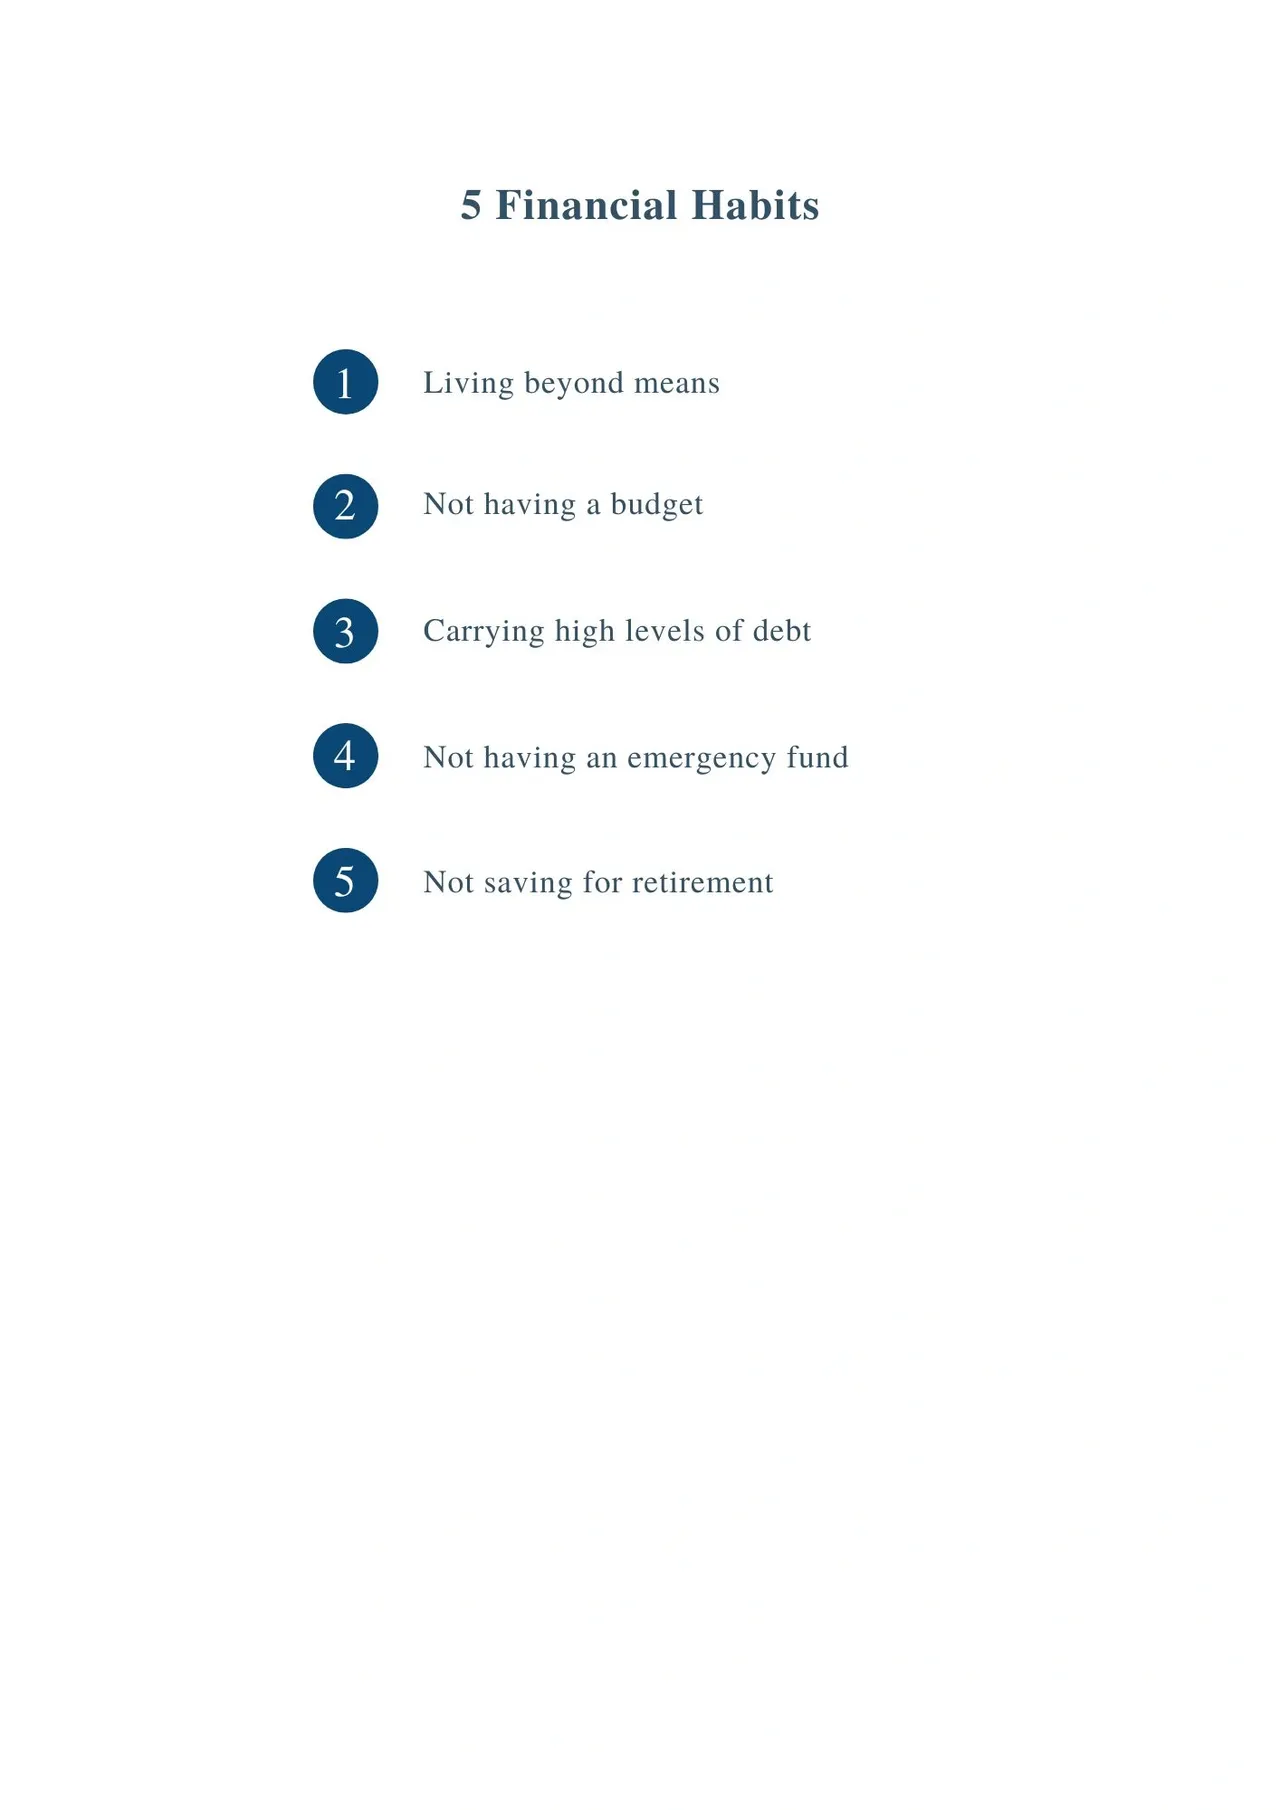 5 Financial Habits
1 Living beyond means
2 Not having a budget
3 Carrying high levels of debt
4 Not having an emergency fund
5 Not saving for retirement